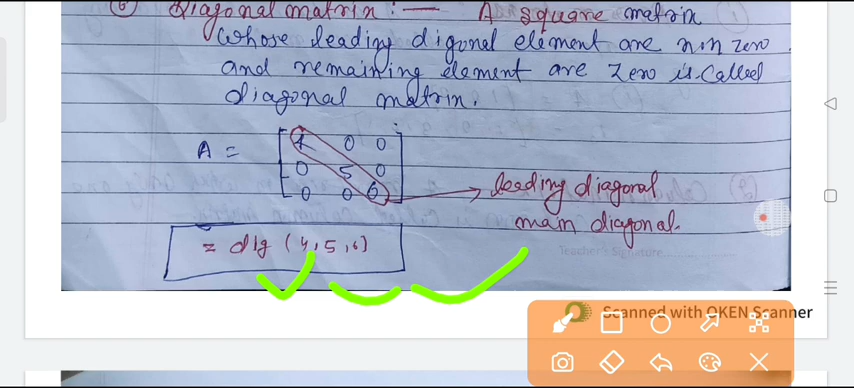 (6) Diagonal matrix : — A square matrix
whose leading digonal element are non zero
and remaining element are Zero is called
diagonal matrix.
A = [4 0 0
0 5 0
0 0 6]
leading diagonal
main diagonal.
= dig (4, 5, 6)
Teacher's Signature
Scanned with OKEN Scanner